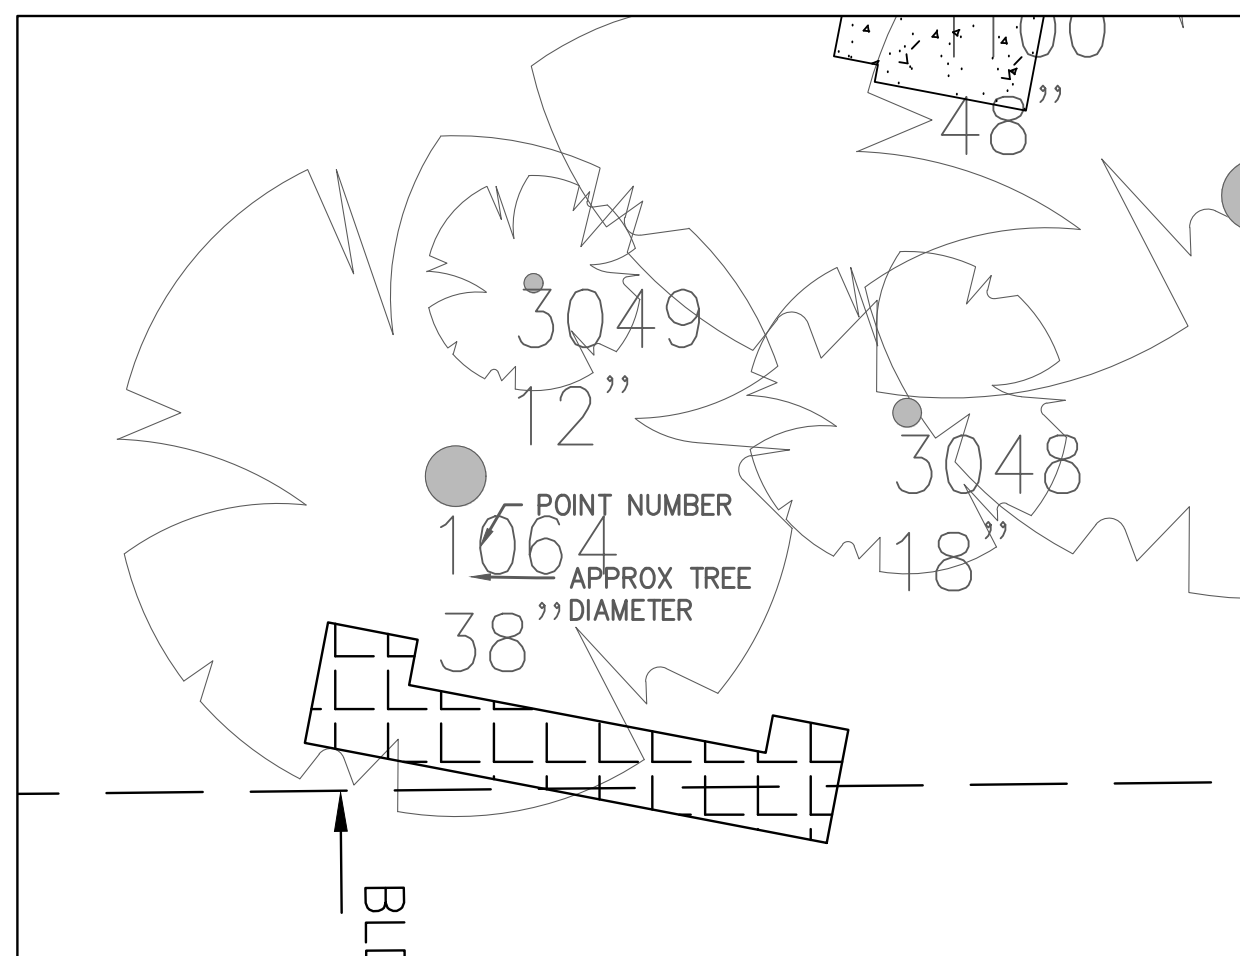 48"
3049
12"
3048
18"
1064
POINT NUMBER
38"
APPROX TREE
DIAMETER